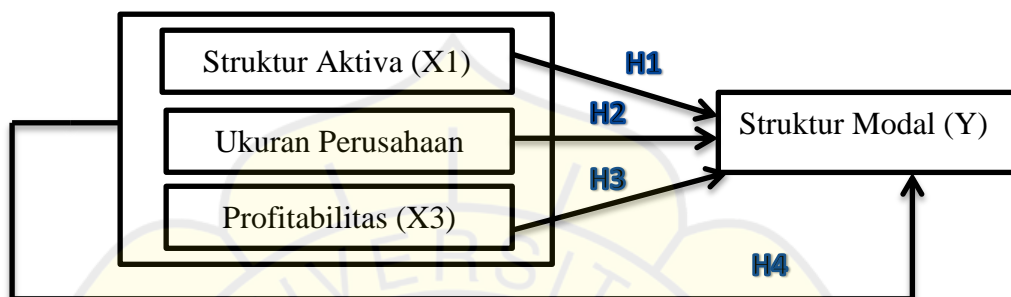 Struktur Aktiva (X1)
H1
H2
Struktur Modal (Y)
Ukuran Perusahaan
H3
Profitabilitas (X3)
H4